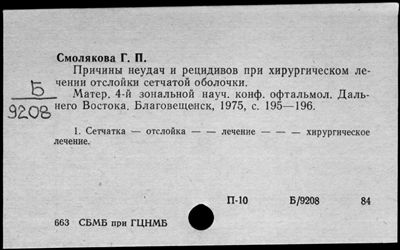 Смолякова Г. П.
Причины неудач и рецидивов при хирургическом ле-
чении отслойки сетчатой оболочки.
Матер. 4-й зональной науч. конф. офтальмол. Даль-
него Востока. Благовещенск, 1975, с. 195—196.
Б
9208
1. Сетчатка — отслойка — — лечение — — — хирургическое
лечение.
П-10 Б/9208 84
663 СБМБ при ГЦНМБ